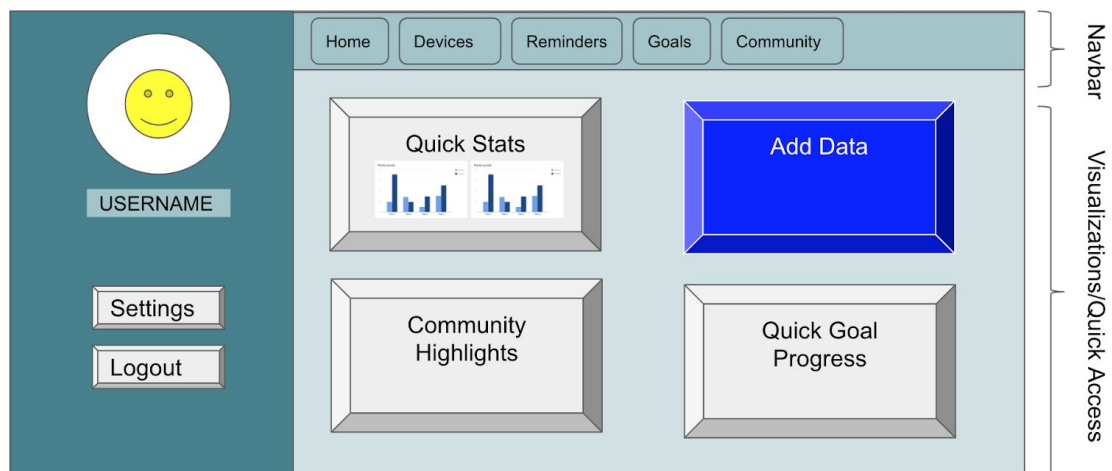 Home
Devices
Reminders
Goals
Community
Navbar
USERNAME
Settings
Logout
Quick Stats
Add Data
Community
Highlights
Quick Goal
Progress
Visualizations/Quick Access